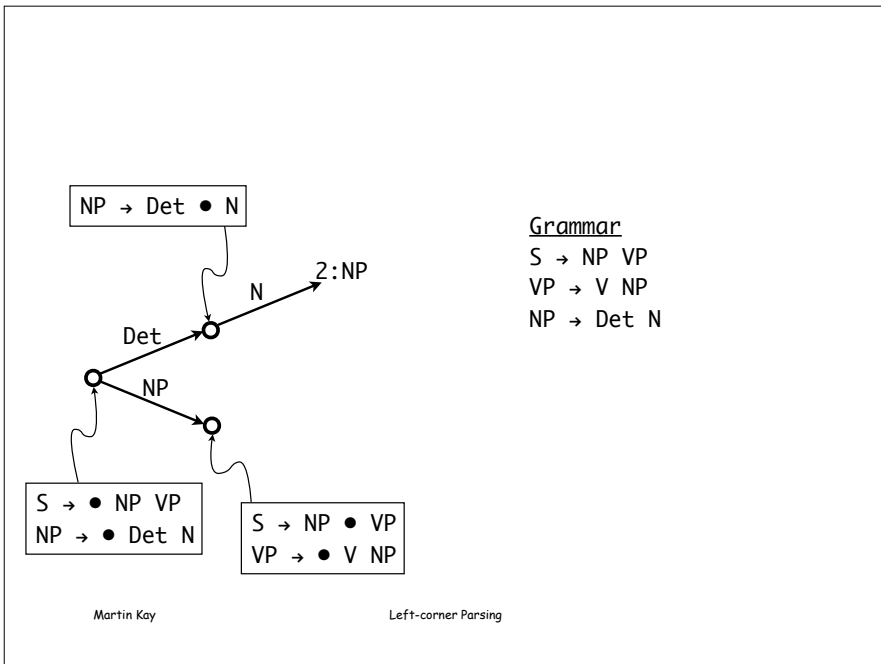 NP → Det ● N
Grammar
S → NP VP
VP → V NP
NP → Det N
2:NP
N
Det
NP
S → ● NP VP
NP → ● Det N
S → NP ● VP
VP → ● V NP
Martin Kay
Left-corner Parsing